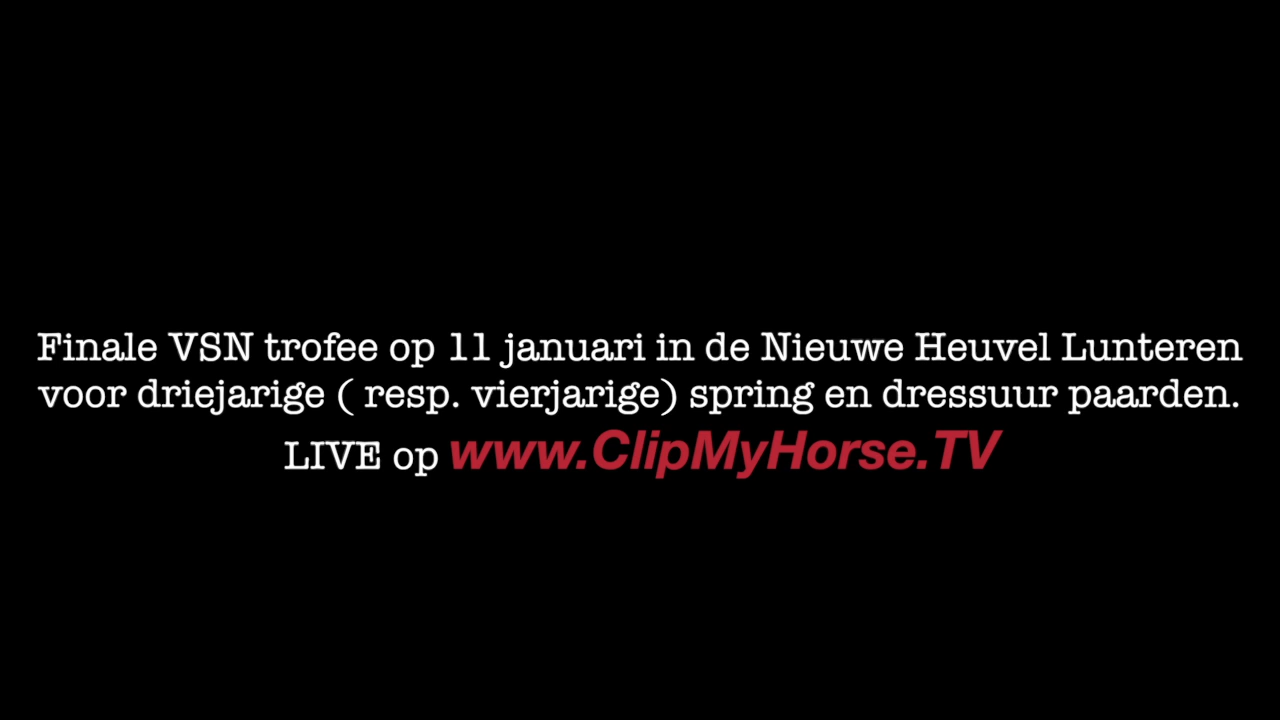 Finale VSN trofee op 11 januari in de Nieuwe Heuvel Lunteren
voor driejarige ( resp. vierjarige) spring en dressuur paarden.
LIVE op www.ClipMyHorse.TV